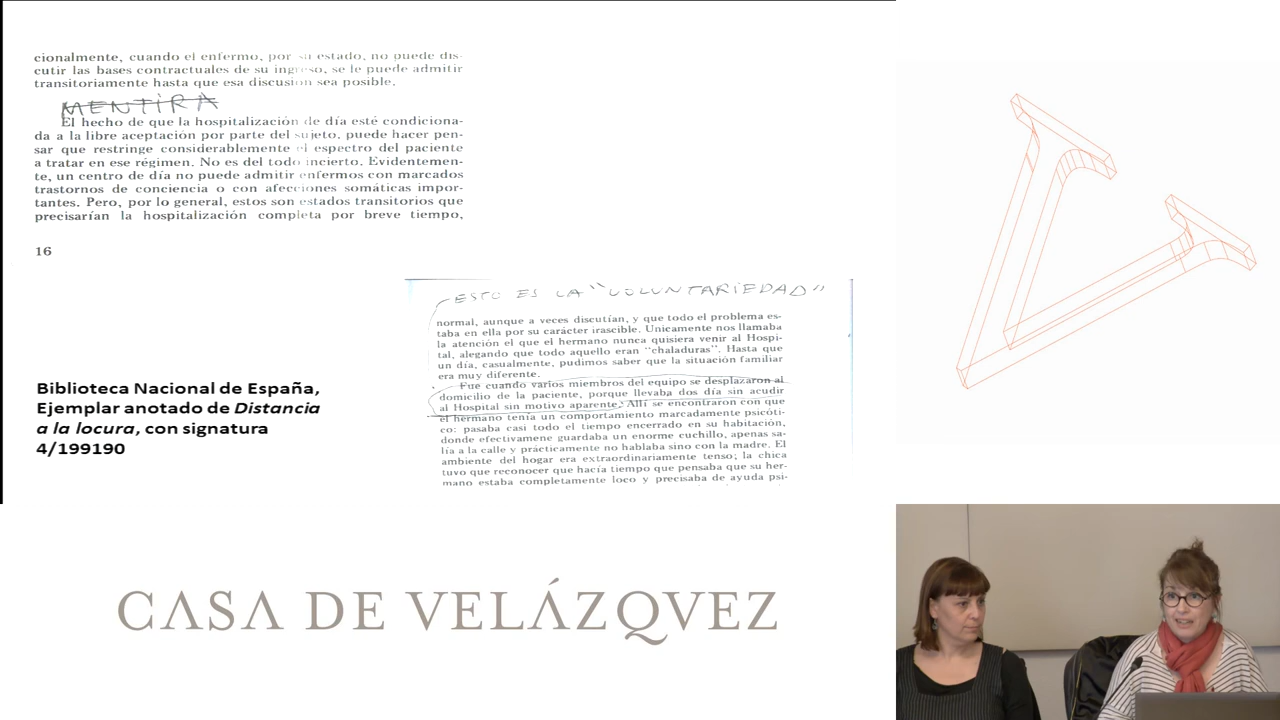 cionalmente, cuando el enfermo, por su estado, no puede dis-
cutir las bases contractuales de su ingreso, se le puede admitir
transitoriamente hasta que esa discusión sea posible.
MENTIRA
El hecho de que la hospitalización de día esté condiciona-
da a la libre aceptación por parte del sujeto, puede hacer pen-
sar que restringe considerablemente el espectro del paciente
a tratar en ese régimen. No es del todo incierto. Evidentemen-
te, un centro de día no puede admitir enfermos con marcados
trastornos de conciencia o con afecciones somáticas impor-
tantes. Pero, por lo general, estos son estados transitorios que
precisarían la hospitalización completa por breve tiempo,
16
ESTO ES LA "VOLUNTARIEDAD"
normal, aunque a veces discutían, y que todo el problema es-
taba en ella por su carácter irascible. Unicamente nos llamaba
la atención el que el hermano nunca quisiera venir al Hospi-
tal, alegando que todo aquello eran "chaladuras". Hasta que
un día, casualmente, pudimos saber que la situación familiar
era muy diferente.
Fue cuando varios miembros del equipo se desplazaron al
domicilio de la paciente, porque llevaba dos día sin acudir
al Hospital sin motivo aparente. Allí se encontraron con que
el hermano tenía un comportamiento marcadamente psicóti-
co: pasaba casi todo el tiempo encerrado en su habitación,
donde efectivamene guardaba un enorme cuchillo, apenas sa-
lía a la calle y prácticamente no hablaba sino con la madre. El
ambiente del hogar era extraordinariamente tenso; la chica
tuvo que reconocer que hacía tiempo que pensaba que su her-
mano estaba completamente loco y precisaba de ayuda psi-
Biblioteca Nacional de España,
Ejemplar anotado de Distancia
a la locura, con signatura
4/199190
CASA DE VELÁZQVEZ